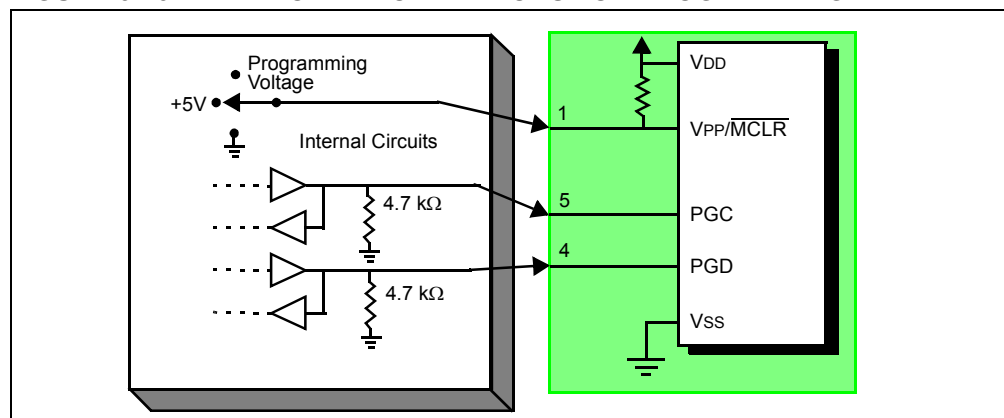 Programming
Voltage
+5V
Internal Circuits
4.7 kΩ
4.7 kΩ
1
5
4
VDD
VPP/MCLR
PGC
PGD
VSS